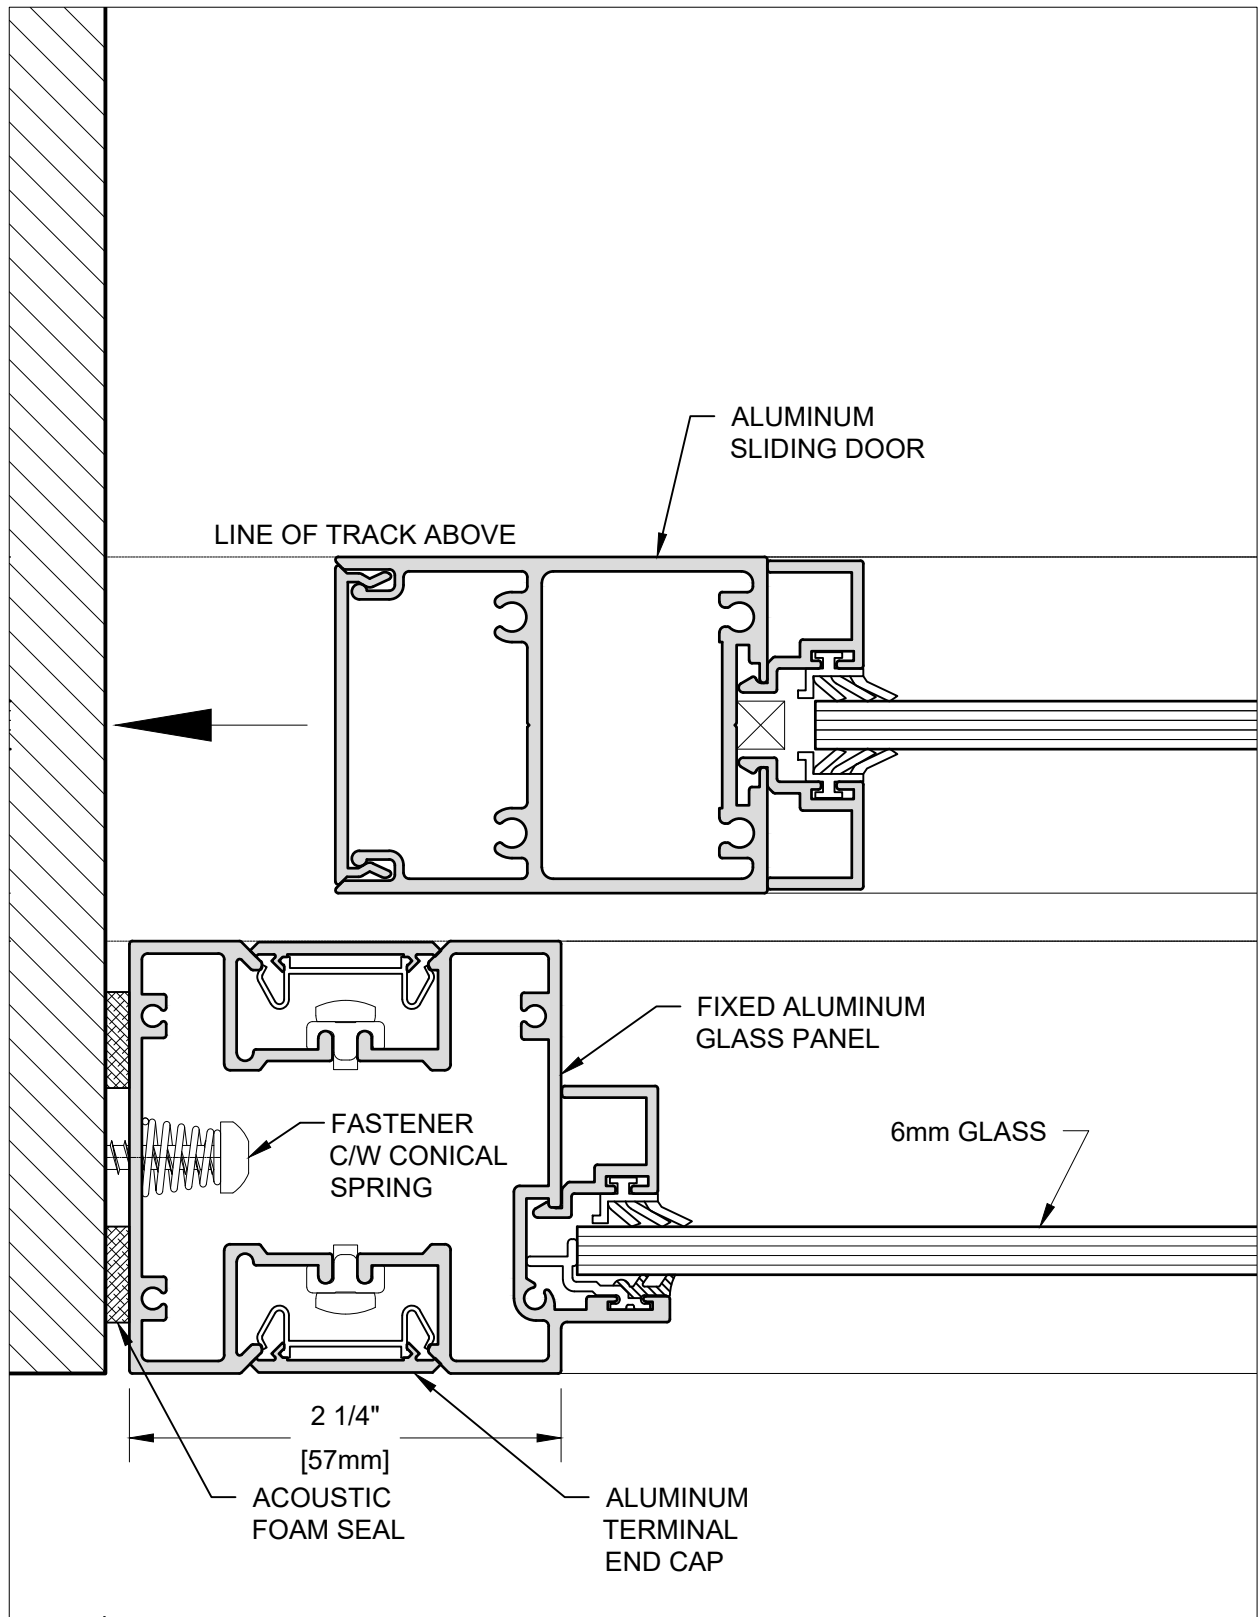 ALUMINUM
SLIDING DOOR
LINE OF TRACK ABOVE
FIXED ALUMINUM
GLASS PANEL
FASTENER
C/W CONICAL
SPRING
6mm GLASS
2 1/4"
[57mm]
ACOUSTIC
FOAM SEAL
ALUMINUM
TERMINAL
END CAP